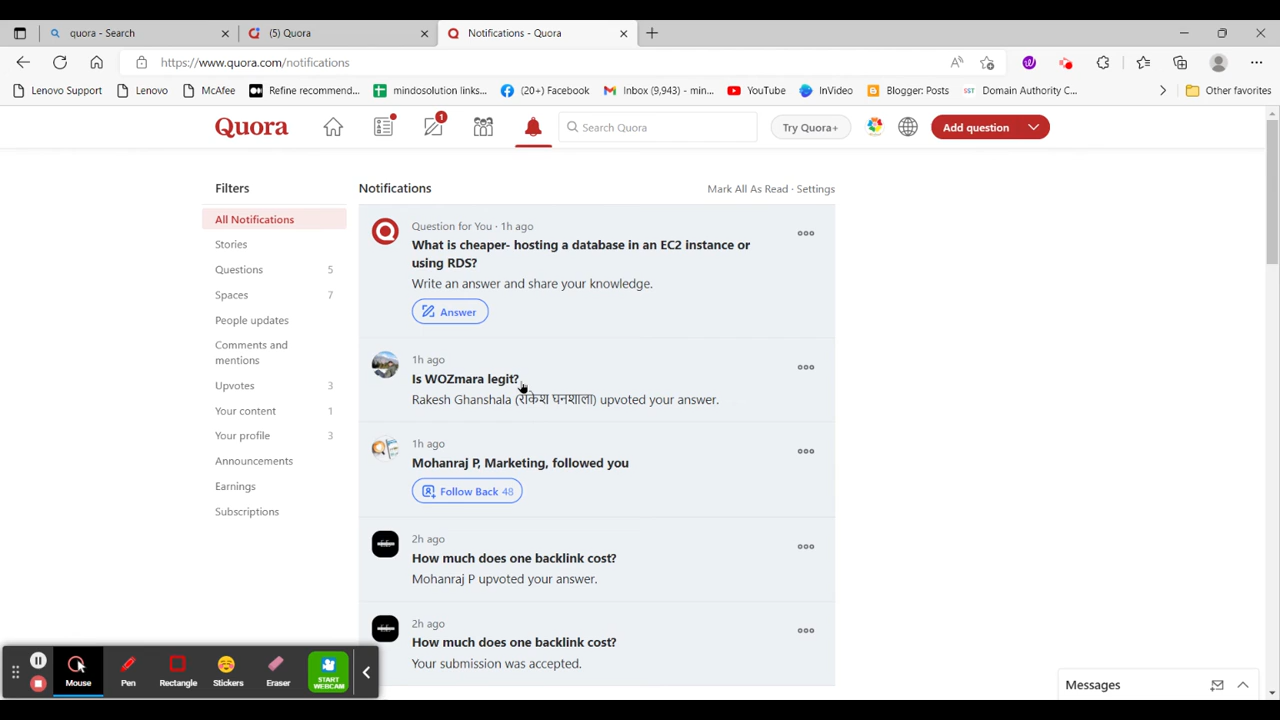 quora - Search
(5) Quora
Notifications - Quora
https://www.quora.com/notifications
Lenovo Support
Lenovo
McAfee
Refine recommend...
mindosolution links...
(20+) Facebook
Inbox (9,943) - min...
YouTube
InVideo
Blogger: Posts
Domain Authority C...
Other favorites
Quora
1
Search Quora
Try Quora+
Add question
Filters
All Notifications
Stories
Questions 5
Spaces 7
People updates
Comments and
mentions
Upvotes 3
Your content 1
Your profile 3
Announcements
Earnings
Subscriptions
Notifications
Mark All As Read · Settings
Question for You · 1h ago
What is cheaper- hosting a database in an EC2 instance or
using RDS?
Write an answer and share your knowledge.
Answer
1h ago
Is WOZmara legit?
Rakesh Ghanshala (राकेश घनशाला) upvoted your answer.
1h ago
Mohanraj P, Marketing, followed you
Follow Back 48
2h ago
How much does one backlink cost?
Mohanraj P upvoted your answer.
2h ago
How much does one backlink cost?
Your submission was accepted.
Mouse
Pen
Rectangle
Stickers
Eraser
START
WEBCAM
Messages